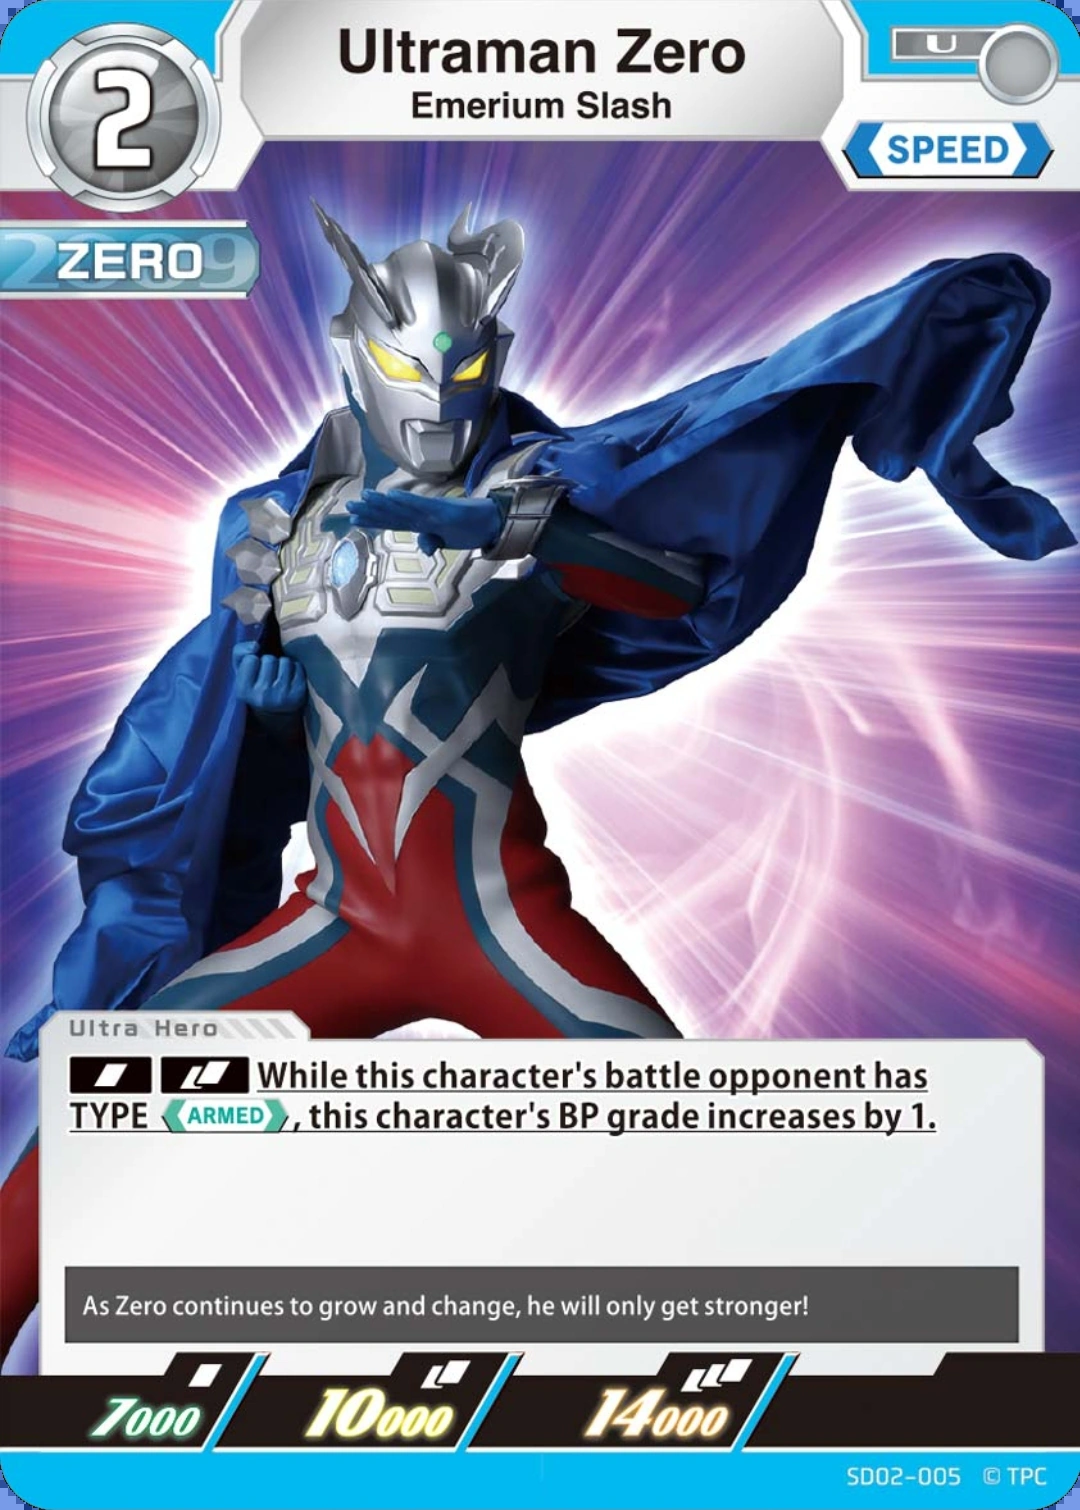 2
Ultraman Zero
Emerium Slash
U
SPEED
2009
ZERO
Ultra Hero
While this character's battle opponent has
TYPE ARMED, this character's BP grade increases by 1.
As Zero continues to grow and change, he will only get stronger!
7000
10000
14000
SD02-005 © TPC